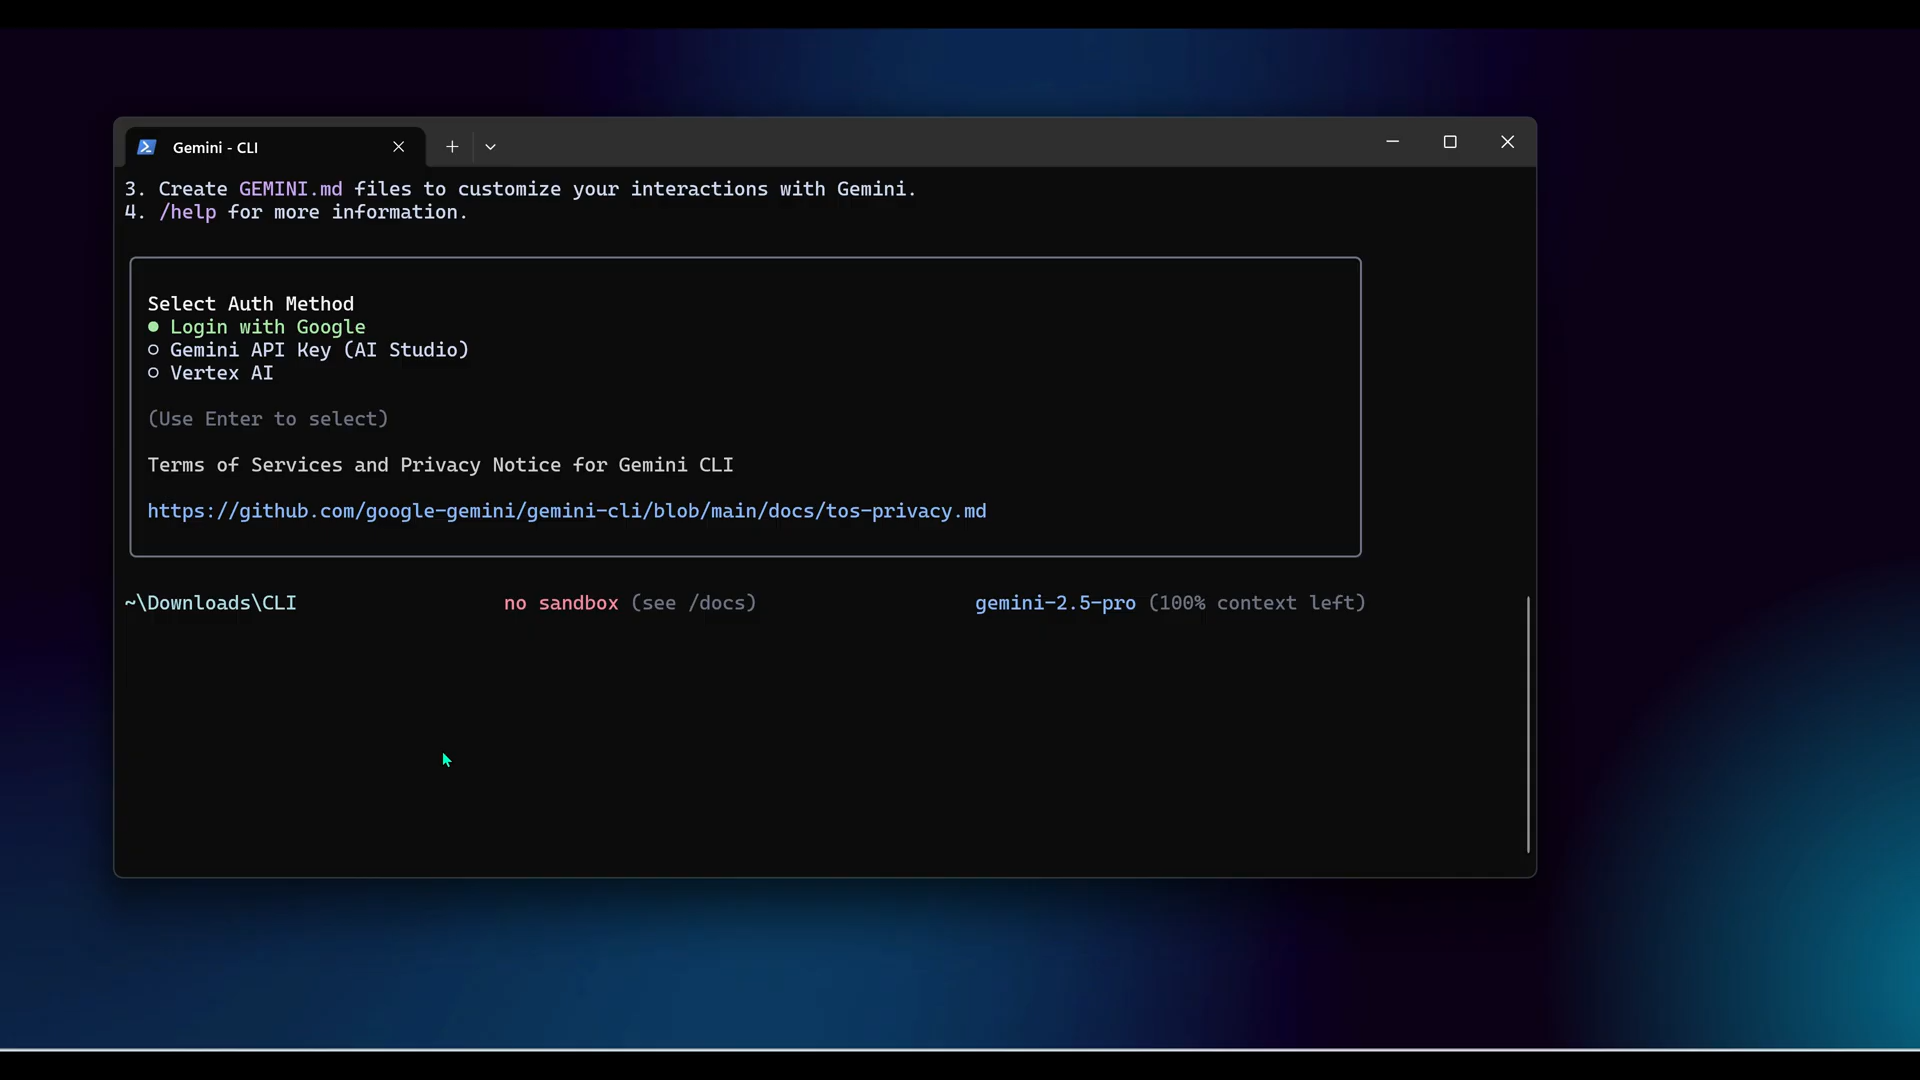 Gemini - CLI
3. Create GEMINI.md files to customize your interactions with Gemini.
4. /help for more information.
Select Auth Method
Login with Google
Gemini API Key (AI Studio)
Vertex AI
(Use Enter to select)
Terms of Services and Privacy Notice for Gemini CLI
https://github.com/google-gemini/gemini-cli/blob/main/docs/tos-privacy.md
~\Downloads\CLI no sandbox (see /docs) gemini-2.5-pro (100% context left)